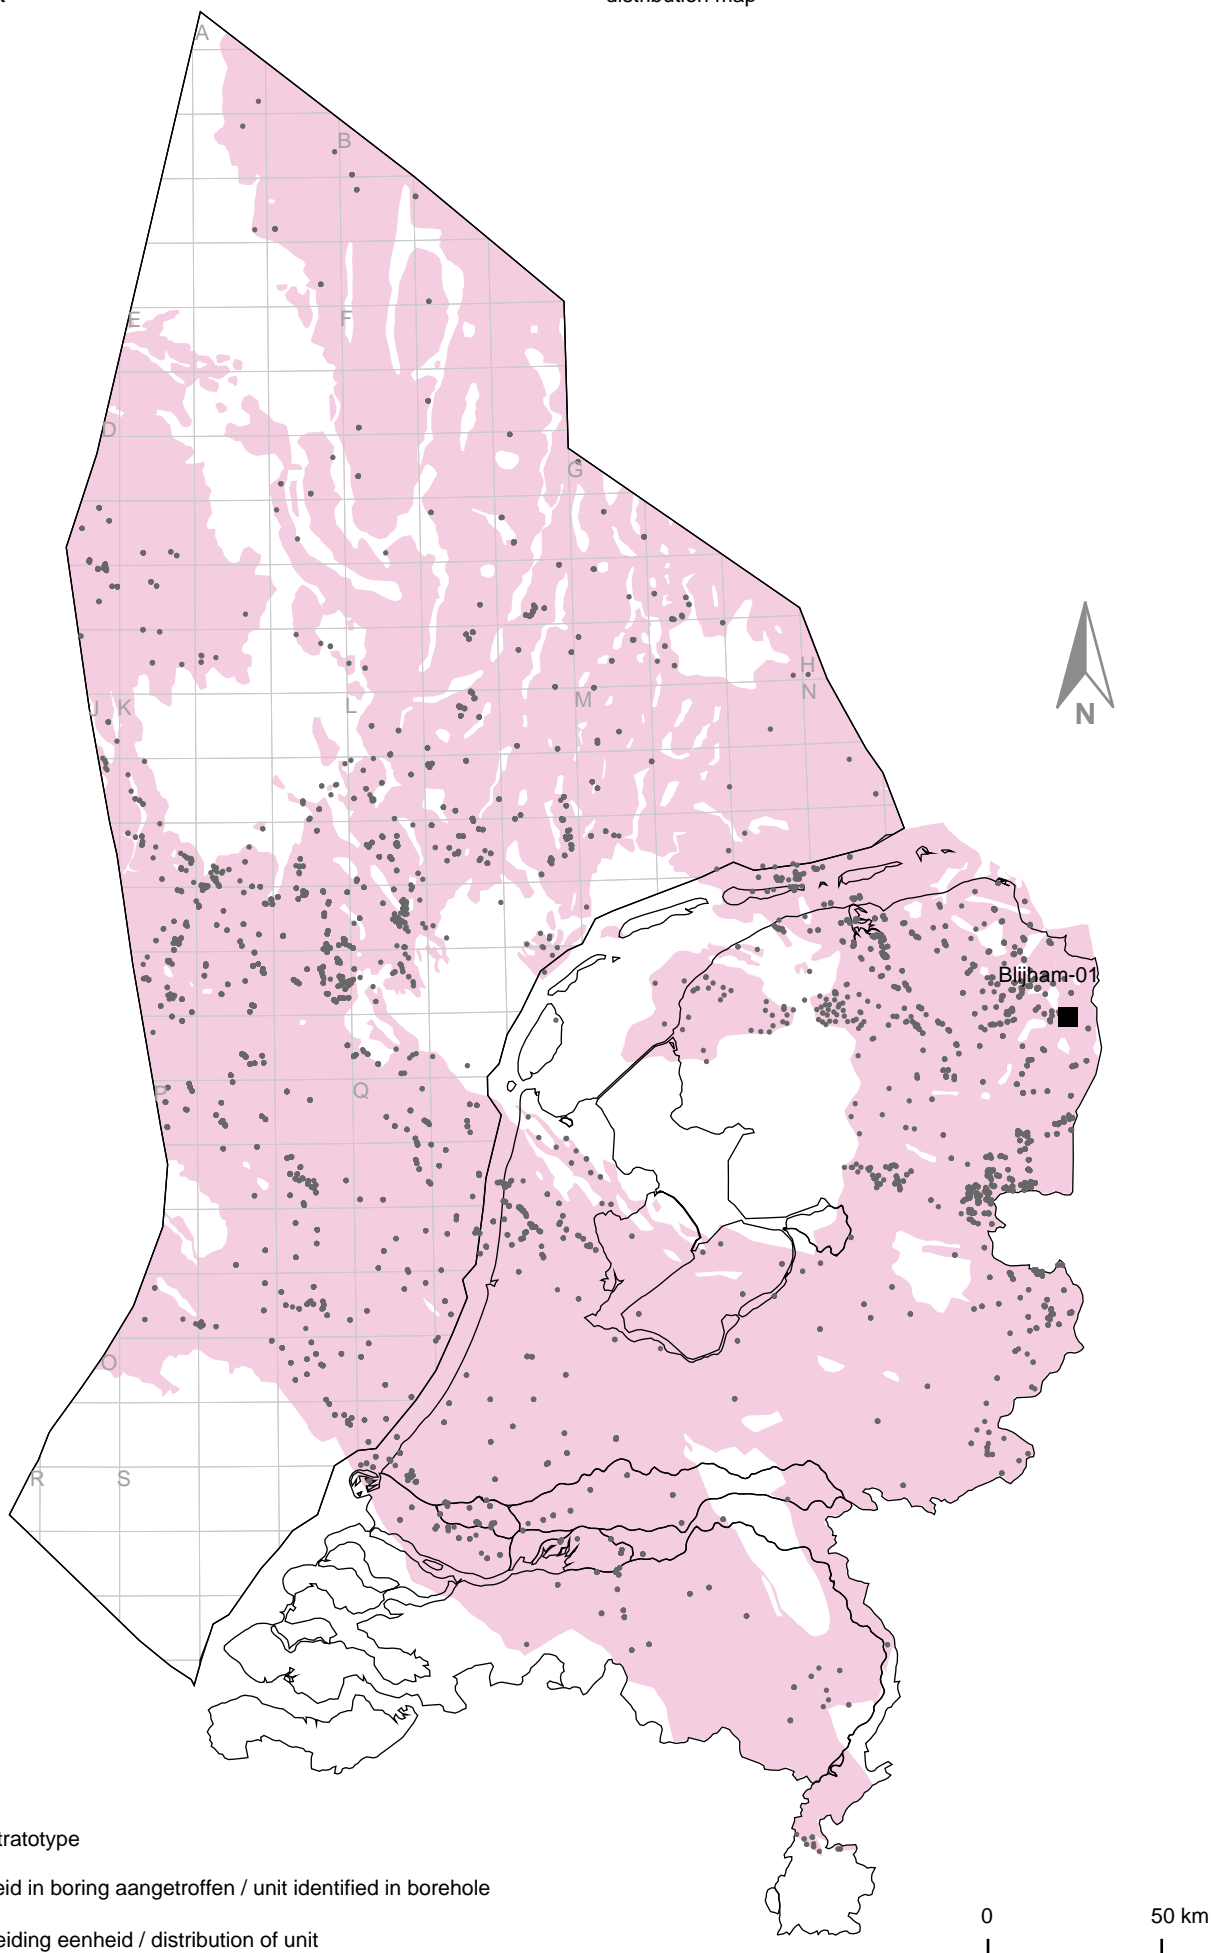 distribution map
A
B
E
F
D
G
H
N
J K
L
M
Blijham-01
P
Q
O
R
S
N
tratotype
eid in boring aangetroffen / unit identified in borehole
eiding eenheid / distribution of unit
0
50 km